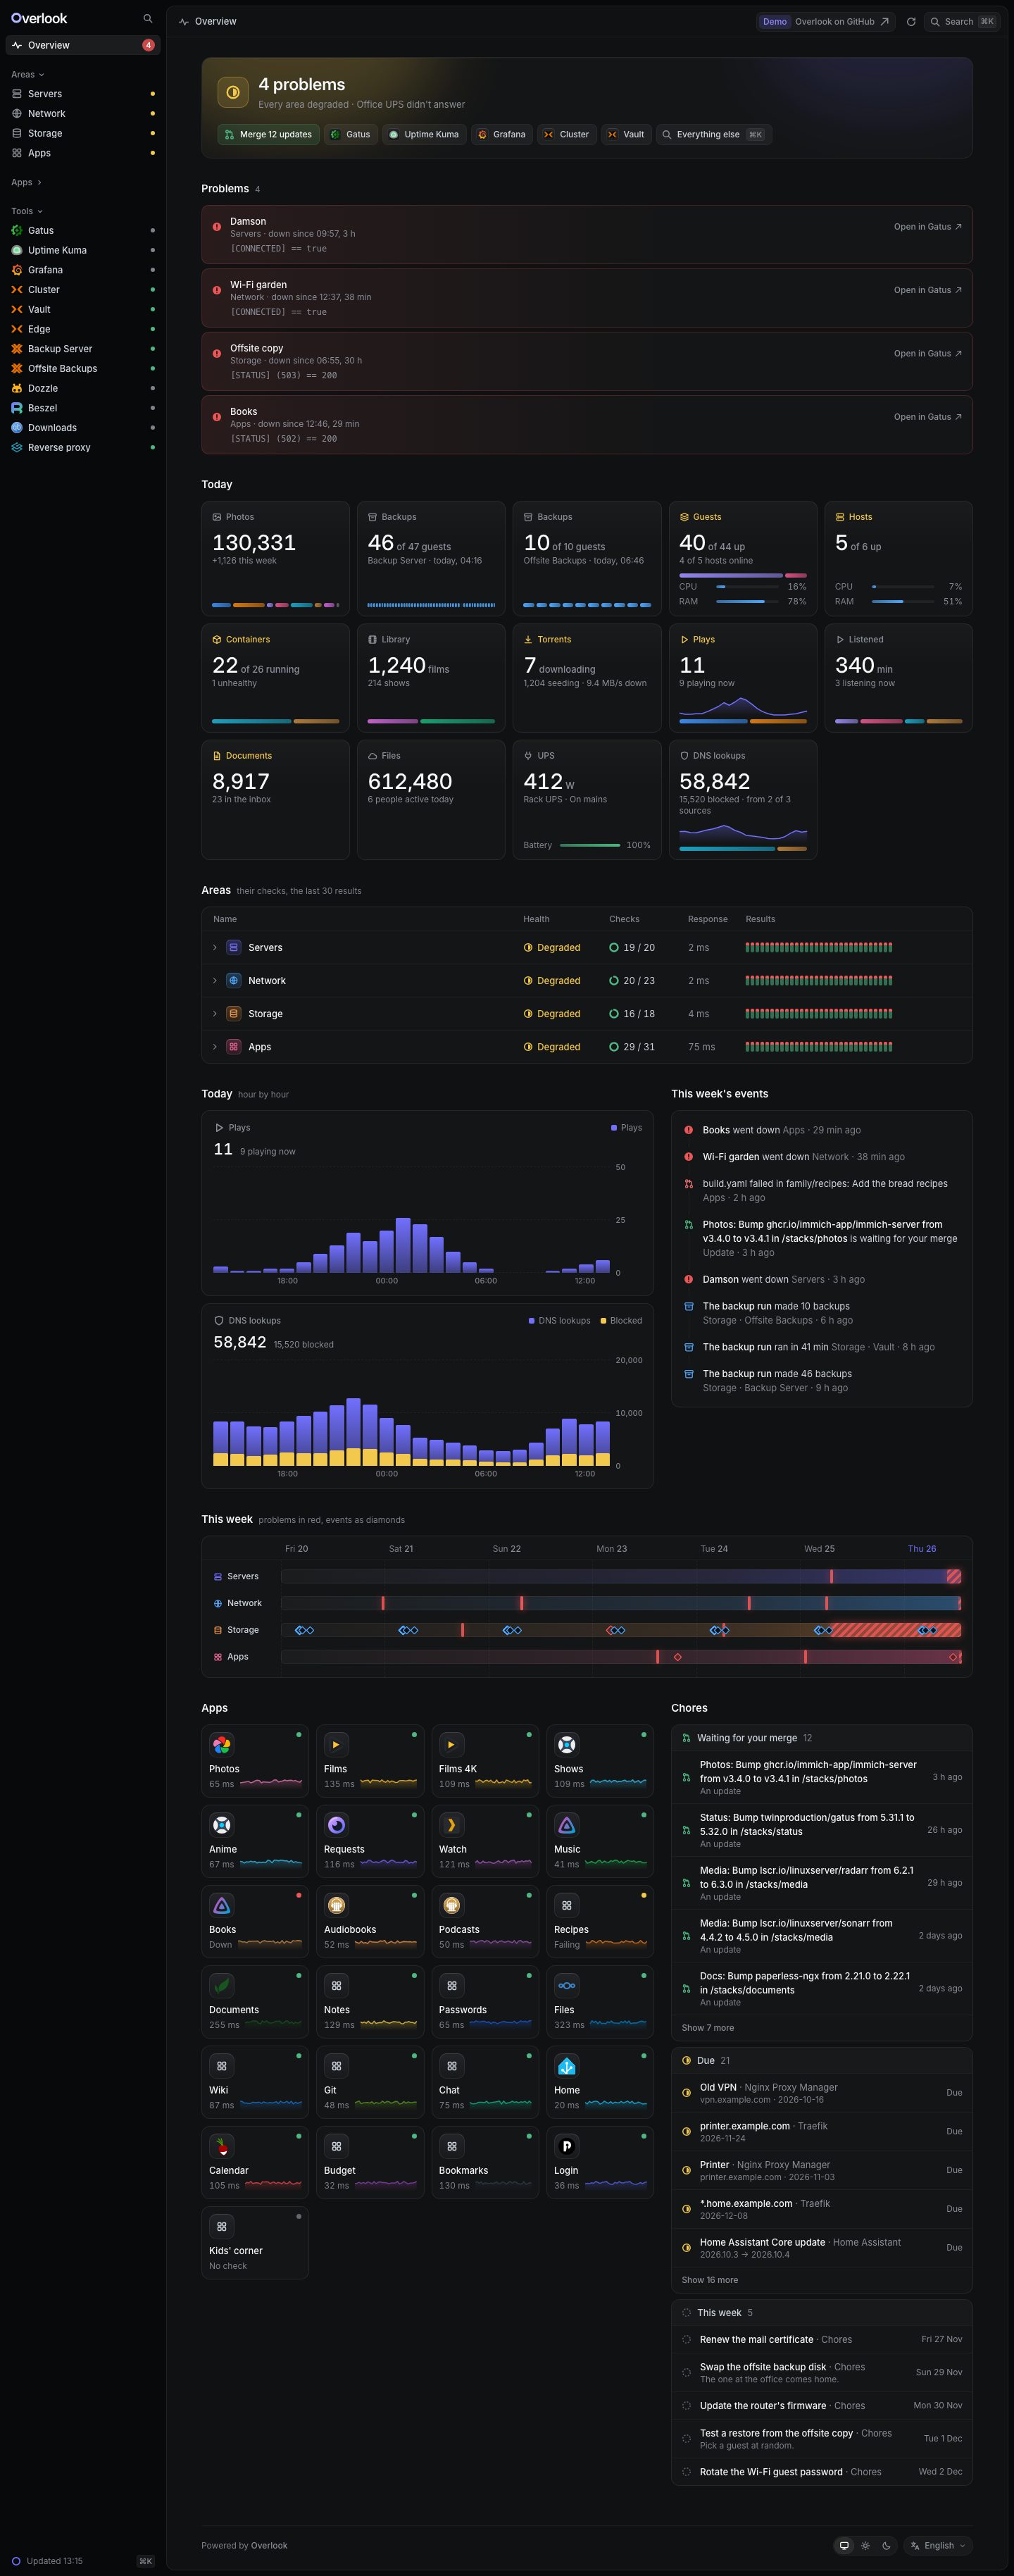 Overlook
Overview 4
Areas
Servers
Network
Storage
Apps
Apps
Tools
Gatus
Uptime Kuma
Grafana
Cluster
Vault
Edge
Backup Server
Offsite Backups
Dozzle
Beszel
Downloads
Reverse proxy
Updated 13:15 ⌘K
Overview
Demo Overlook on GitHub
Search ⌘K
4 problems
Every area degraded · Office UPS didn't answer
Merge 12 updates Gatus Uptime Kuma Grafana Cluster Vault Everything else ⌘K
Problems 4
Damson
Servers · down since 09:57, 3 h
[CONNECTED] == true
Open in Gatus
Wi-Fi garden
Network · down since 12:37, 38 min
[CONNECTED] == true
Open in Gatus
Offsite copy
Storage · down since 06:55, 30 h
[STATUS] (503) == 200
Open in Gatus
Books
Apps · down since 12:46, 29 min
[STATUS] (502) == 200
Open in Gatus
Today
Photos
130,331
+1,126 this week
Backups
46 of 47 guests
Backup Server · today, 04:16
Backups
10 of 10 guests
Offsite Backups · today, 06:46
Guests
40 of 44 up
4 of 5 hosts online
CPU 16%
RAM 78%
Hosts
5 of 6 up
CPU 7%
RAM 51%
Containers
22 of 26 running
1 unhealthy
Library
1,240 films
214 shows
Torrents
7 downloading
1,204 seeding · 9.4 MB/s down
Plays
11
9 playing now
Listened
340 min
3 listening now
Documents
8,917
23 in the inbox
Files
612,480
6 people active today
UPS
412 W
Rack UPS · On mains
Battery 100%
DNS lookups
58,842
15,520 blocked · from 2 of 3
sources
Areas their checks, the last 30 results
Name Health Checks Response Results
Servers Degraded 19 / 20 2 ms
Network Degraded 20 / 23 2 ms
Storage Degraded 16 / 18 4 ms
Apps Degraded 29 / 31 75 ms
Today hour by hour
Plays Plays
11 9 playing now
50
25
0
18:00 00:00 06:00 12:00
DNS lookups DNS lookups Blocked
58,842 15,520 blocked
20,000
10,000
0
18:00 00:00 06:00 12:00
This week's events
Books went down Apps · 29 min ago
Wi-Fi garden went down Network · 38 min ago
build.yaml failed in family/recipes: Add the bread recipes
Apps · 2 h ago
Photos: Bump ghcr.io/immich-app/immich-server from
v3.4.0 to v3.4.1 in /stacks/photos is waiting for your merge
Update · 3 h ago
Damson went down Servers · 3 h ago
The backup run made 10 backups
Storage · Offsite Backups · 6 h ago
The backup run ran in 41 min Storage · Vault · 8 h ago
The backup run made 46 backups
Storage · Backup Server · 9 h ago
This week problems in red, events as diamonds
Fri 20 Sat 21 Sun 22 Mon 23 Tue 24 Wed 25 Thu 26
Servers
Network
Storage
Apps
Apps
Photos
65 ms
Films
135 ms
Films 4K
109 ms
Shows
109 ms
Anime
67 ms
Requests
116 ms
Watch
121 ms
Music
41 ms
Books
Down
Audiobooks
52 ms
Podcasts
50 ms
Recipes
Failing
Documents
255 ms
Notes
129 ms
Passwords
65 ms
Files
323 ms
Wiki
87 ms
Git
48 ms
Chat
75 ms
Home
20 ms
Calendar
105 ms
Budget
32 ms
Bookmarks
130 ms
Login
36 ms
Kids' corner
No check
Chores
Waiting for your merge 12
Photos: Bump ghcr.io/immich-app/immich-server
from v3.4.0 to v3.4.1 in /stacks/photos
An update
3 h ago
Status: Bump twinproduction/gatus from 5.31.1 to
5.32.0 in /stacks/status
An update
26 h ago
Media: Bump lscr.io/linuxserver/radarr from 6.2.1
to 6.3.0 in /stacks/media
An update
29 h ago
Media: Bump lscr.io/linuxserver/sonarr from
4.4.2 to 4.5.0 in /stacks/media
An update
2 days ago
Docs: Bump paperless-ngx from 2.21.0 to 2.22.1
in /stacks/documents
An update
2 days ago
Show 7 more
Due 21
Old VPN · Nginx Proxy Manager
vpn.example.com · 2026-10-16
Due
printer.example.com · Traefik
2026-11-24
Due
Printer · Nginx Proxy Manager
printer.example.com · 2026-11-03
Due
*.home.example.com · Traefik
2026-12-08
Due
Home Assistant Core update · Home Assistant
2026.10.3 → 2026.10.4
Due
Show 16 more
This week 5
Renew the mail certificate · Chores Fri 27 Nov
Swap the offsite backup disk · Chores
The one at the office comes home.
Sun 29 Nov
Update the router's firmware · Chores Mon 30 Nov
Test a restore from the offsite copy · Chores
Pick a guest at random.
Tue 1 Dec
Rotate the Wi-Fi guest password · Chores Wed 2 Dec
Powered by Overlook
English